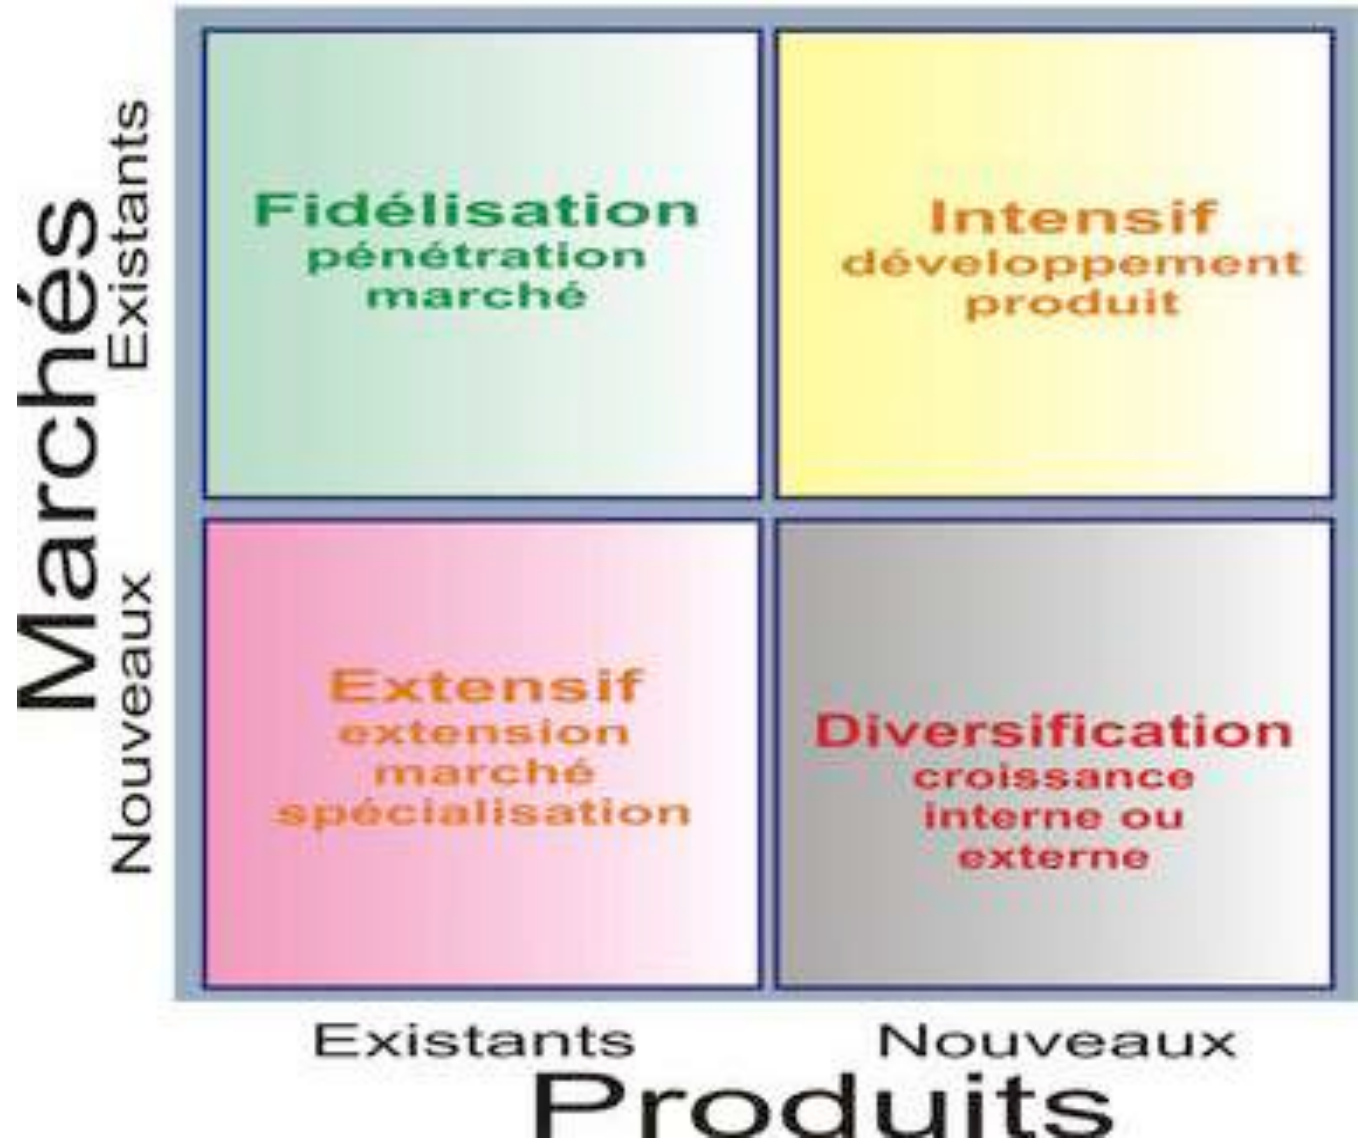 Marchés
Existants
Nouveaux
Fidélisation
pénétration
marché
Intensif
développement
produit
Extensif
extension
marché
spécialisation
Diversification
croissance
interne ou
externe
Existants
Nouveaux
Produits